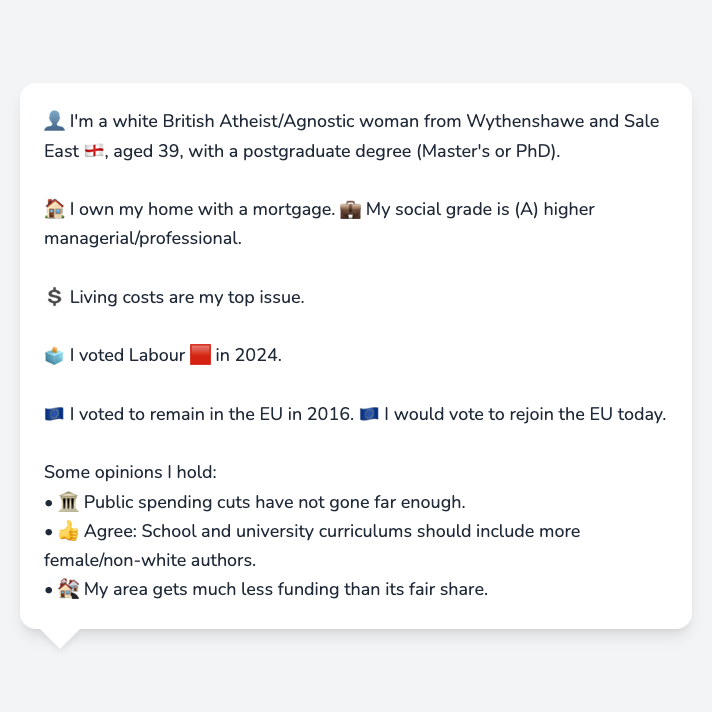 👤 I'm a white British Atheist/Agnostic woman from Wythenshawe and Sale
East 🏴󠁧󠁢󠁥󠁮󠁧󠁿, aged 39, with a postgraduate degree (Master's or PhD).
🏠 I own my home with a mortgage. 💼 My social grade is (A) higher
managerial/professional.
💲 Living costs are my top issue.
🗳️ I voted Labour 🟥 in 2024.
🇪🇺 I voted to remain in the EU in 2016. 🇪🇺 I would vote to rejoin the EU today.
Some opinions I hold:
• 🏛️ Public spending cuts have not gone far enough.
• 👍 Agree: School and university curriculums should include more
female/non-white authors.
• 🏘️ My area gets much less funding than its fair share.